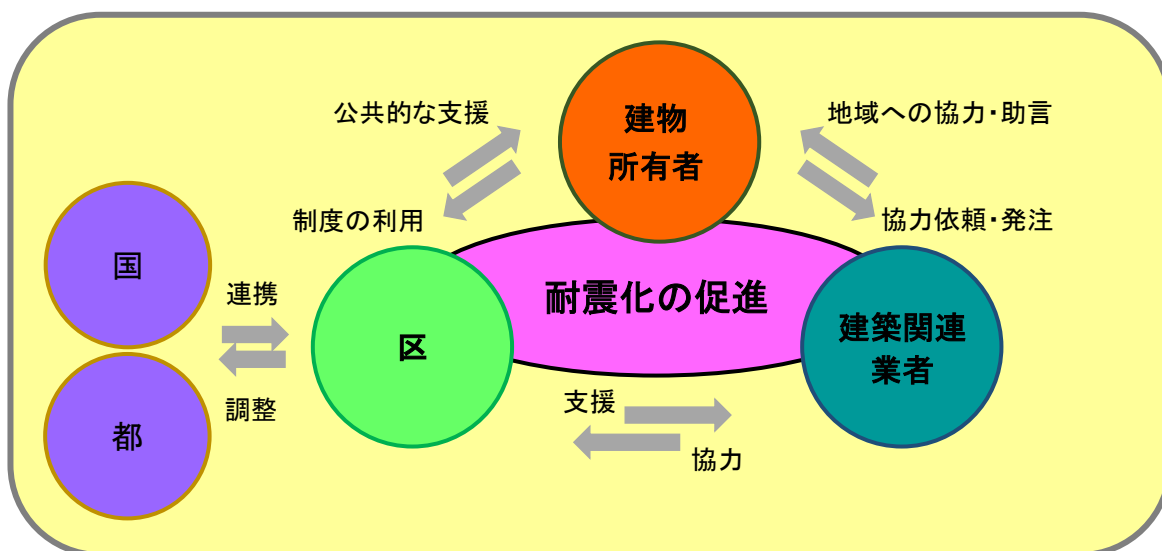 建物
所有者
公共的な支援
地域への協力・助言
制度の利用
協力依頼・発注
国
連携
耐震化の促進
区
建築関連
業者
調整
都
支援
協力